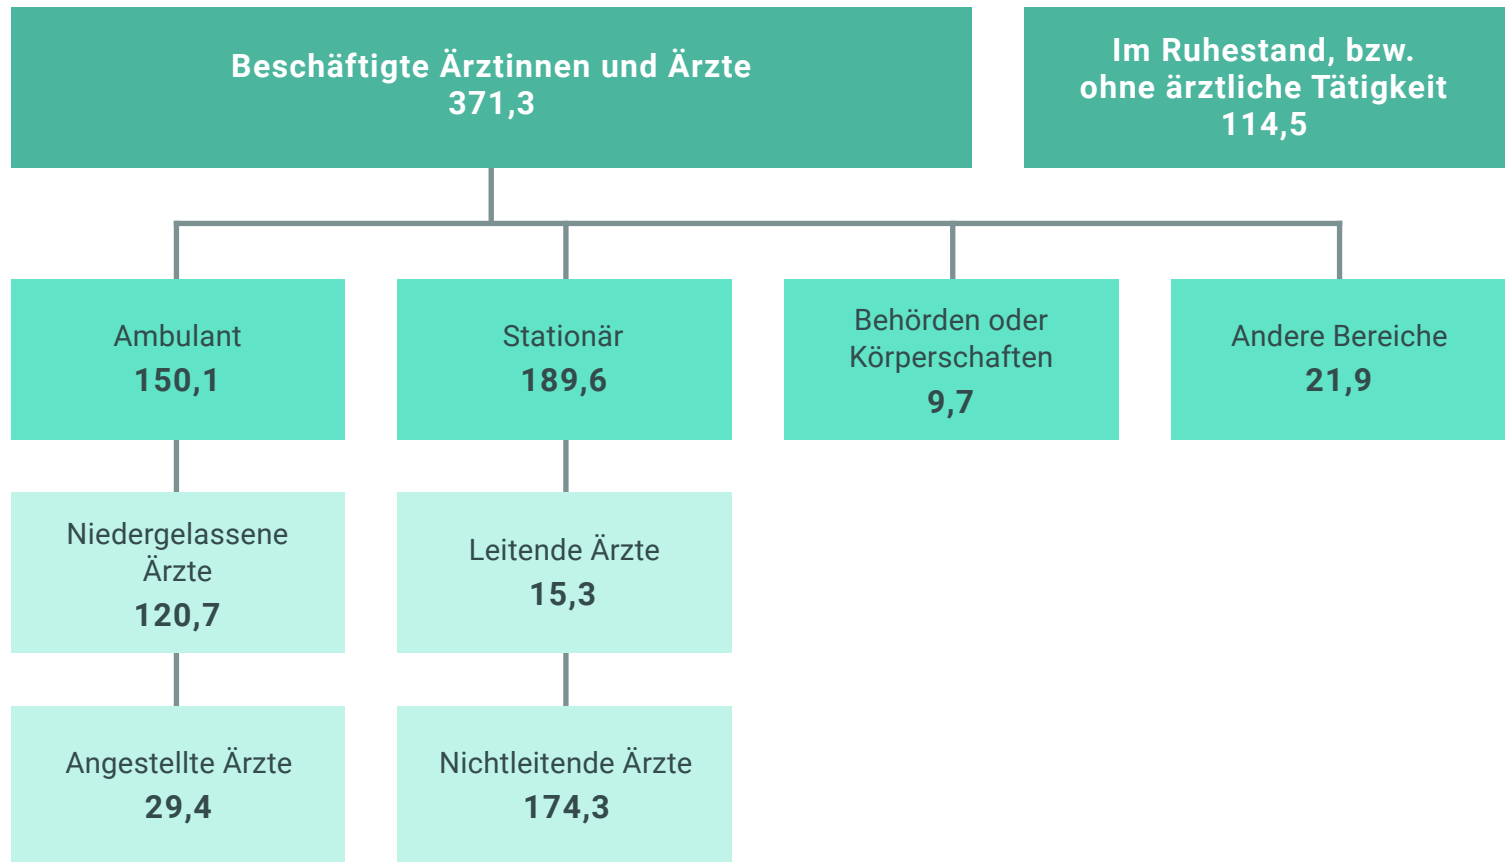 Beschäftigte Ärztinnen und Ärzte
371,3
Im Ruhestand, bzw.
ohne ärztliche Tätigkeit
114,5
Ambulant
150,1
Stationär
189,6
Behörden oder
Körperschaften
9,7
Andere Bereiche
21,9
Niedergelassene
Ärzte
120,7
Leitende Ärzte
15,3
Angestellte Ärzte
29,4
Nichtleitende Ärzte
174,3